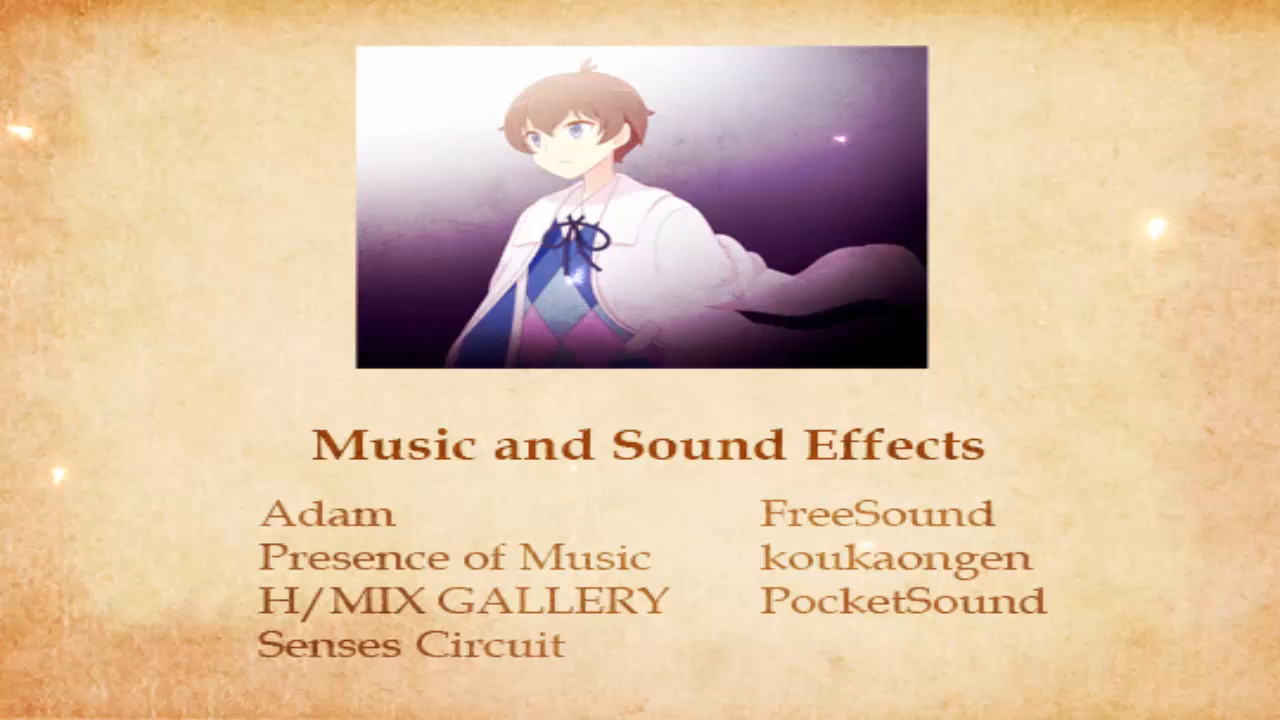 Music and Sound Effects
Adam
Presence of Music
H/MIX GALLERY
Senses Circuit
FreeSound
koukaongen
PocketSound